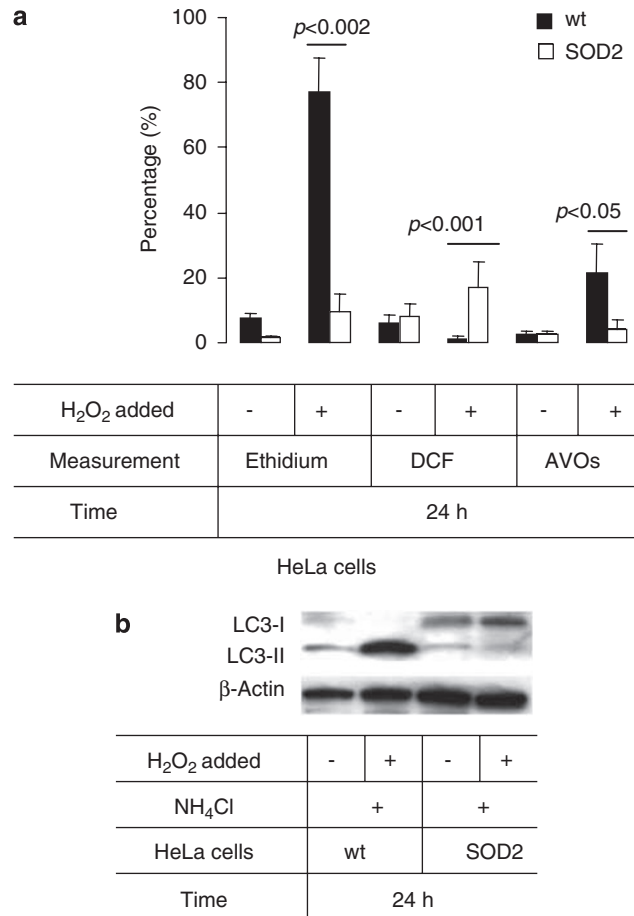 a
p<0.002
wt
SOD2
100
80
60
40
20
0
Percentage (%)
p<0.001
p<0.05
H₂O₂ added - + - + - +
Measurement Ethidium DCF AVOs
Time 24 h
HeLa cells
b
LC3-I
LC3-II
β-Actin
H₂O₂ added - + - +
NH₄Cl + +
HeLa cells wt SOD2
Time 24 h